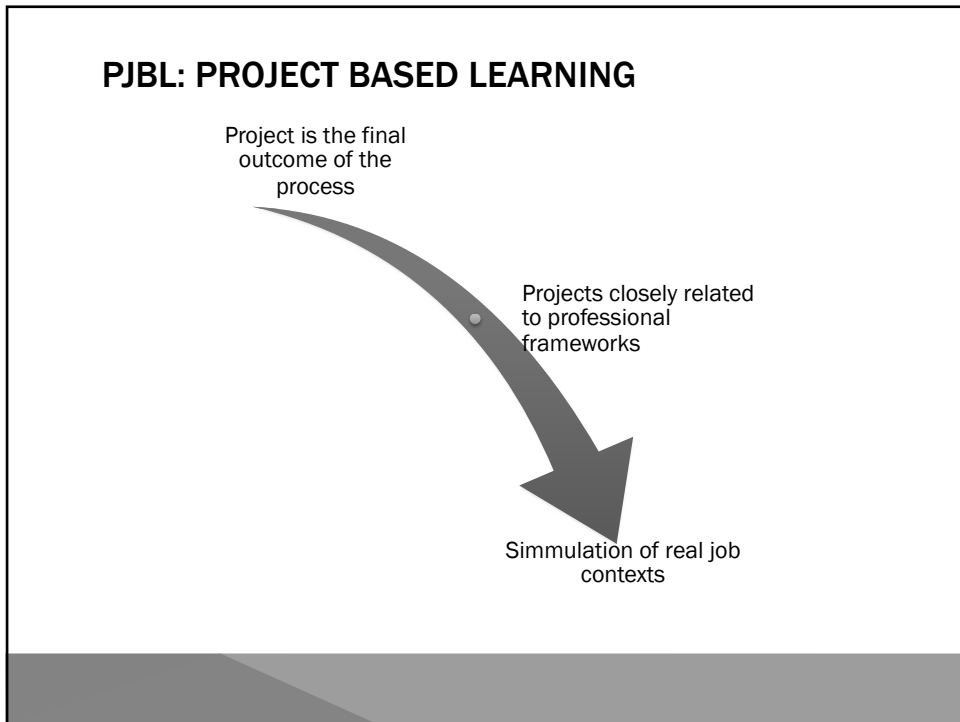 PJBL: PROJECT BASED LEARNING
Project is the final
outcome of the
process
Projects closely related
to professional
frameworks
Simmulation of real job
contexts